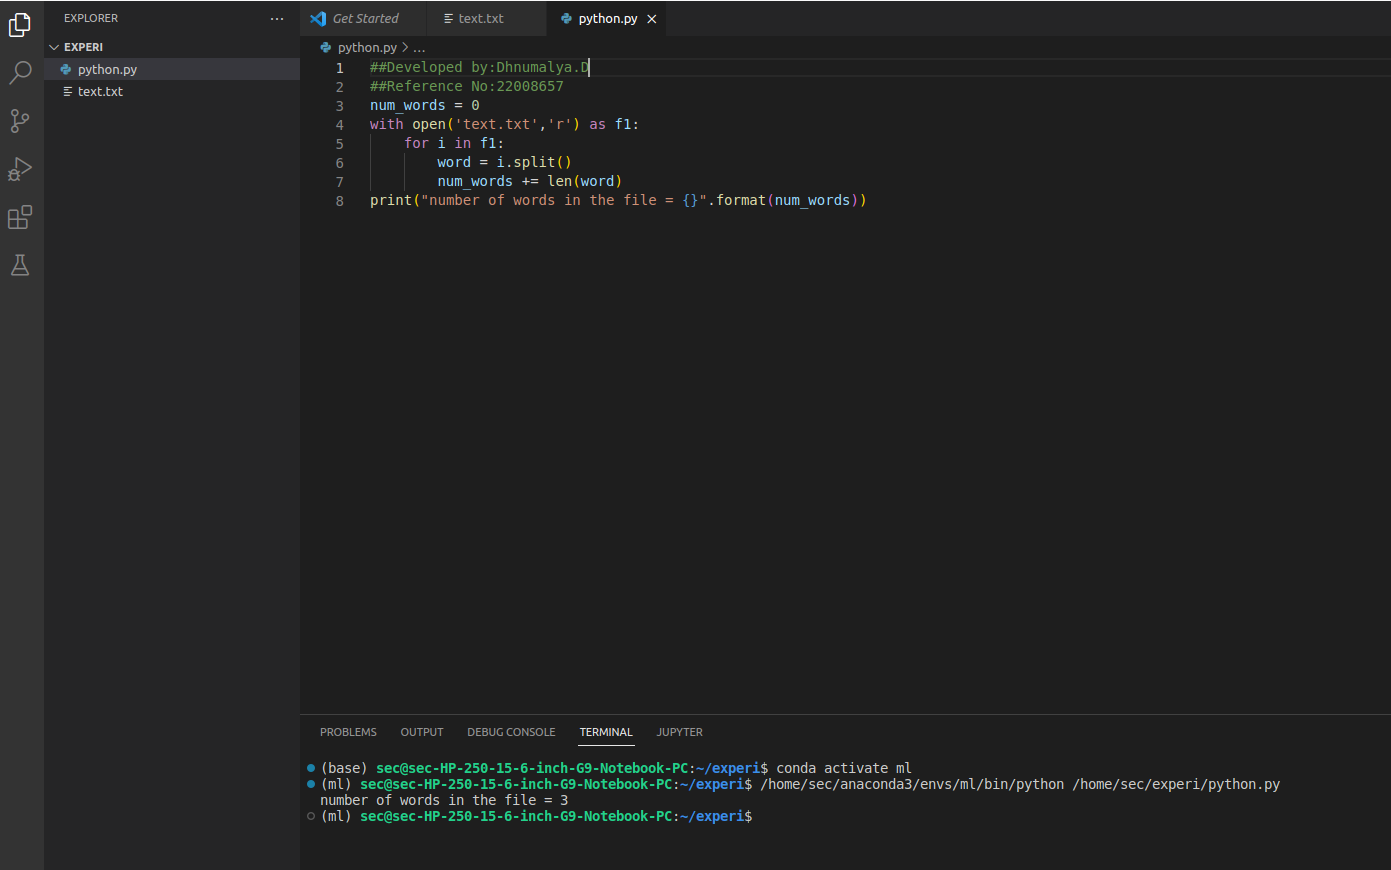 EXPLORER
EXPERI
python.py
text.txt
Get Started
text.txt
python.py
python.py > ...
1 ##Developed by:Dhnumalya.D
2 ##Reference No:22008657
3 num_words = 0
4 with open('text.txt','r') as f1:
5 for i in f1:
6 word = i.split()
7 num_words += len(word)
8 print("number of words in the file = {}".format(num_words))
PROBLEMS OUTPUT DEBUG CONSOLE TERMINAL JUPYTER
(base) sec@sec-HP-250-15-6-inch-G9-Notebook-PC:~/experi$ conda activate ml
(ml) sec@sec-HP-250-15-6-inch-G9-Notebook-PC:~/experi$ /home/sec/anaconda3/envs/ml/bin/python /home/sec/experi/python.py
number of words in the file = 3
(ml) sec@sec-HP-250-15-6-inch-G9-Notebook-PC:~/experi$